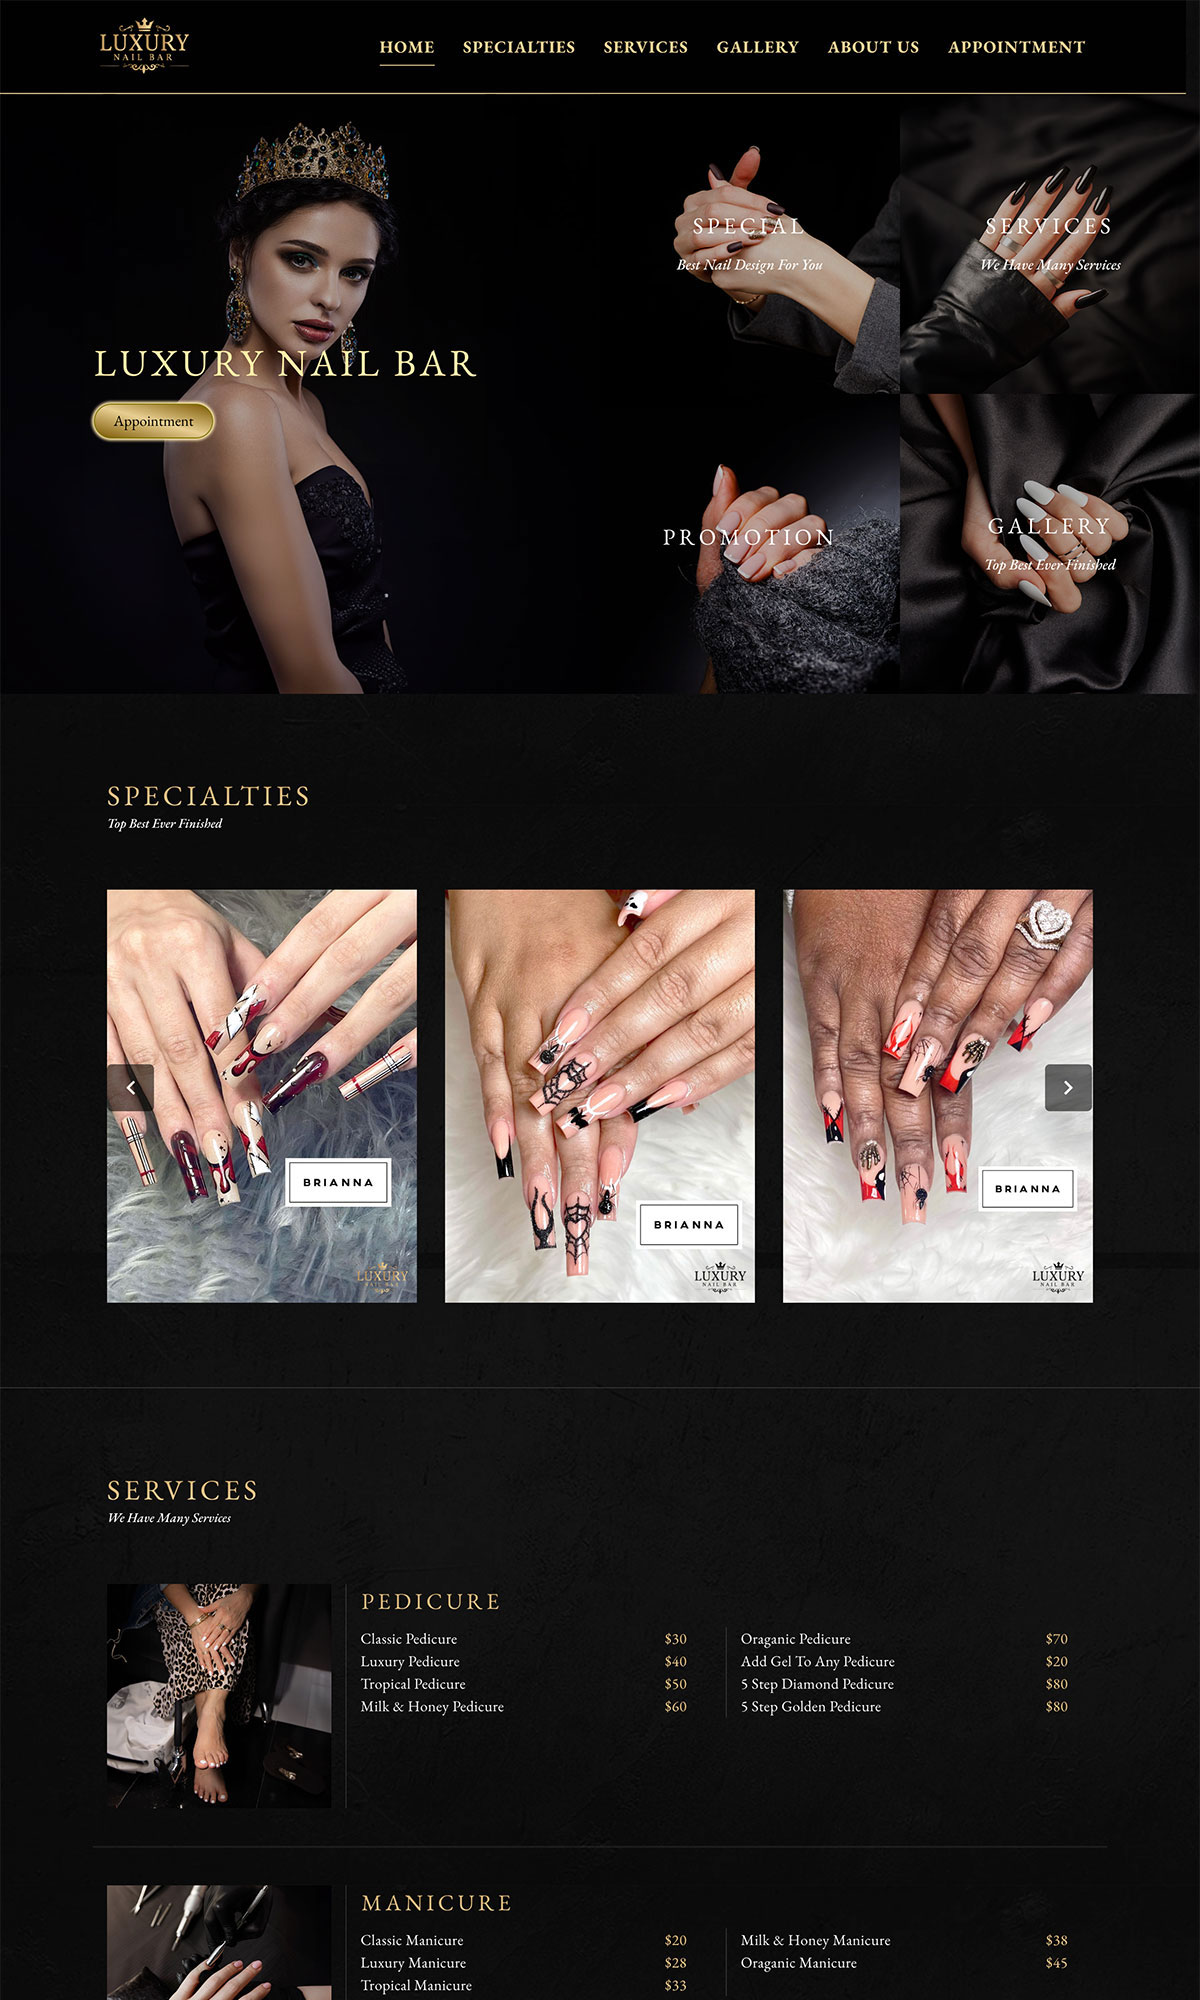 LUXURY
NAIL BAR
HOME SPECIALTIES SERVICES GALLERY ABOUT US APPOINTMENT
LUXURY NAIL BAR
Appointment
SPECIAL
Best Nail Design For You
SERVICES
We Have Many Services
PROMOTION
GALLERY
Top Best Ever Finished
SPECIALTIES
Top Best Ever Finished
BRIANNA
LUXURY
NAIL BAR
BRIANNA
LUXURY
NAIL BAR
BRIANNA
LUXURY
NAIL BAR
SERVICES
We Have Many Services
PEDICURE
Classic Pedicure $30
Luxury Pedicure $40
Tropical Pedicure $50
Milk & Honey Pedicure $60
Oraganic Pedicure $70
Add Gel To Any Pedicure $20
5 Step Diamond Pedicure $80
5 Step Golden Pedicure $80
MANICURE
Classic Manicure $20
Luxury Manicure $28
Tropical Manicure $33
Milk & Honey Manicure $38
Oraganic Manicure $45